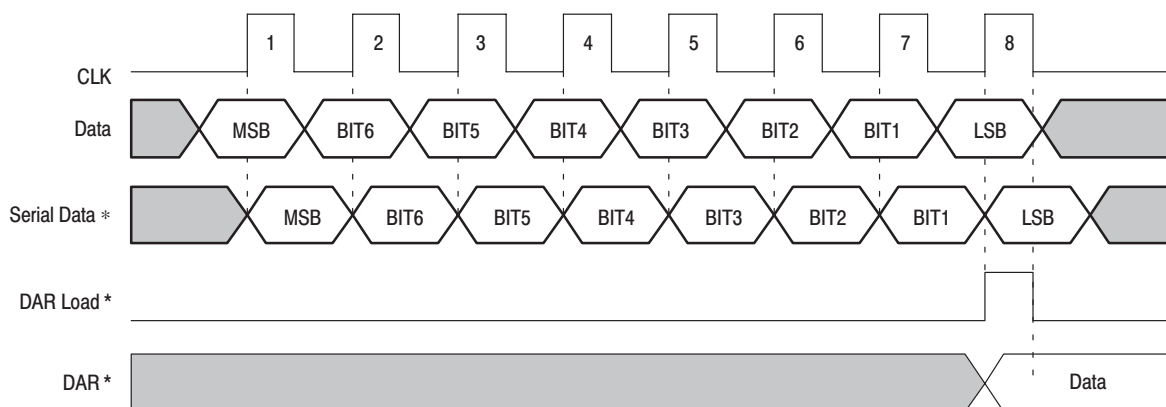 1 2 3 4 5 6 7 8
CLK
Data MSB BIT6 BIT5 BIT4 BIT3 BIT2 BIT1 LSB
Serial Data * MSB BIT6 BIT5 BIT4 BIT3 BIT2 BIT1 LSB
DAR Load *
DAR * Data